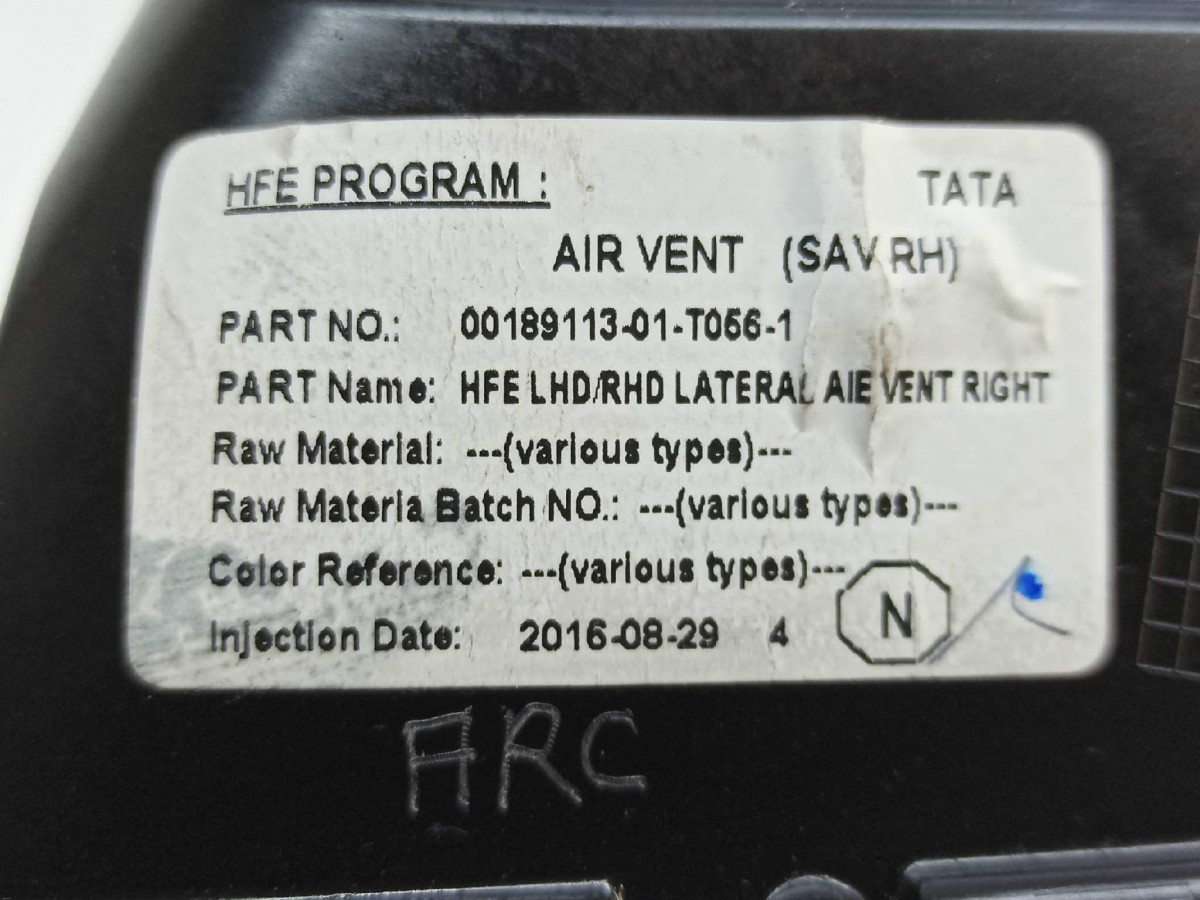 HFE PROGRAM :
TATA
AIR VENT (SAV RH)
PART NO.: 00189113-01-T056-1
PART Name: HFE LHD/RHD LATERAL AIE VENT RIGHT
Raw Material: ---(various types)---
Raw Materia Batch NO.: ---(various types)---
Color Reference: ---(various types)---
Injection Date: 2016-08-29 4 N
ARC